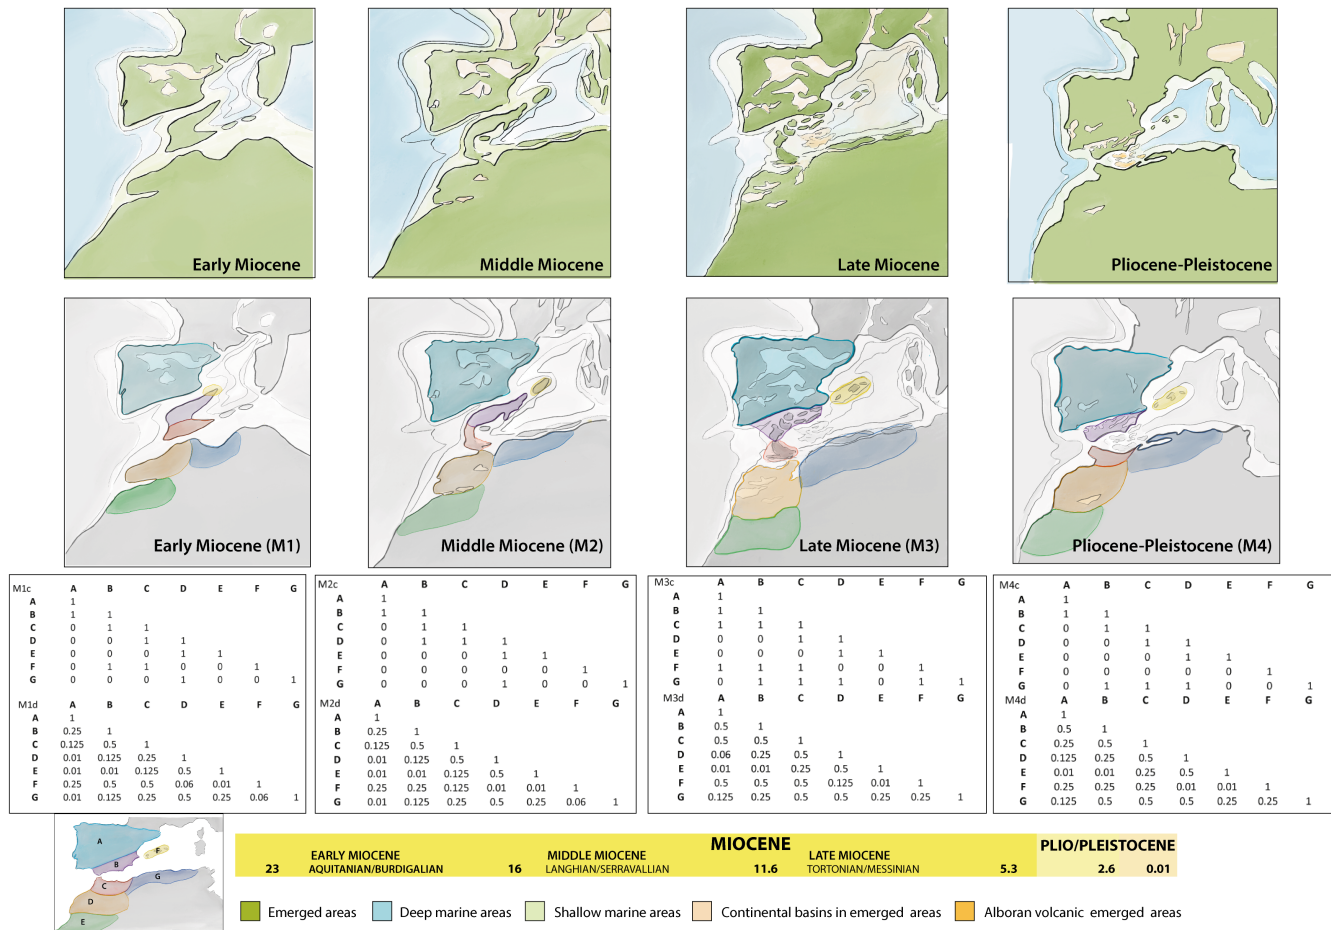 Early Miocene
Middle Miocene
Late Miocene
Pliocene-Pleistocene
Early Miocene (M1)
Middle Miocene (M2)
Late Miocene (M3)
Pliocene-Pleistocene (M4)
M1c A B C D E F G
A 1
B 1 1
C 0 1 1
D 0 0 1 1
E 0 0 0 1 1
F 0 1 1 0 0 1
G 0 0 0 1 0 0 1
M1d A B C D E F G
A 1
B 0.25 1
C 0.125 0.5 1
D 0.01 0.125 0.25 1
E 0.01 0.01 0.125 0.5 1
F 0.25 0.5 0.5 0.06 0.01 1
G 0.01 0.125 0.25 0.5 0.25 0.06 1
M2c A B C D E F G
A 1
B 1 1
C 0 1 1
D 0 1 1 1
E 0 0 0 1 1
F 0 0 0 0 0 1
G 0 0 0 1 0 0 1
M2d A B C D E F G
A 1
B 0.25 1
C 0.125 0.5 1
D 0.01 0.125 0.5 1
E 0.01 0.01 0.125 0.5 1
F 0.25 0.25 0.125 0.01 0.01 1
G 0.01 0.125 0.25 0.5 0.25 0.06 1
M3c A B C D E F G
A 1
B 1 1
C 1 1 1
D 0 0 1 1
E 0 0 0 1 1
F 1 1 1 0 0 1
G 0 1 1 1 0 1 1
M3d A B C D E F G
A 1
B 0.5 1
C 0.5 0.5 1
D 0.06 0.25 0.5 1
E 0.01 0.01 0.25 0.5 1
F 0.5 0.5 0.5 0.125 0.01 1
G 0.125 0.25 0.5 0.5 0.25 0.25 1
M4c A B C D E F G
A 1
B 1 1
C 0 1 1
D 0 0 1 1
E 0 0 0 1 1
F 0 0 0 0 0 1
G 0 1 1 1 0 0 1
M4d A B C D E F G
A 1
B 0.5 1
C 0.25 0.5 1
D 0.125 0.25 0.5 1
E 0.01 0.01 0.25 0.5 1
F 0.25 0.25 0.25 0.01 0.01 1
G 0.125 0.5 0.5 0.5 0.25 0.25 1
A
B
F
C
G
D
E
MIOCENE
PLIO/PLEISTOCENE
EARLY MIOCENE
MIDDLE MIOCENE
LATE MIOCENE
23 AQUITANIAN/BURDIGALIAN 16 LANGHIAN/SERRAVALLIAN 11.6 TORTONIAN/MESSINIAN 5.3 2.6 0.01
Emerged areas
Deep marine areas
Shallow marine areas
Continental basins in emerged areas
Alboran volcanic emerged areas